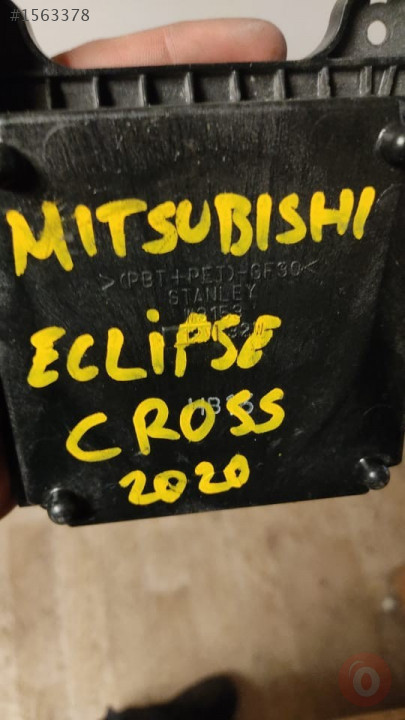 #1563378
MITSUBISHI
>(PBT+PET)-GF30<
STANLEY
ECLIPSE
CROSS
2020